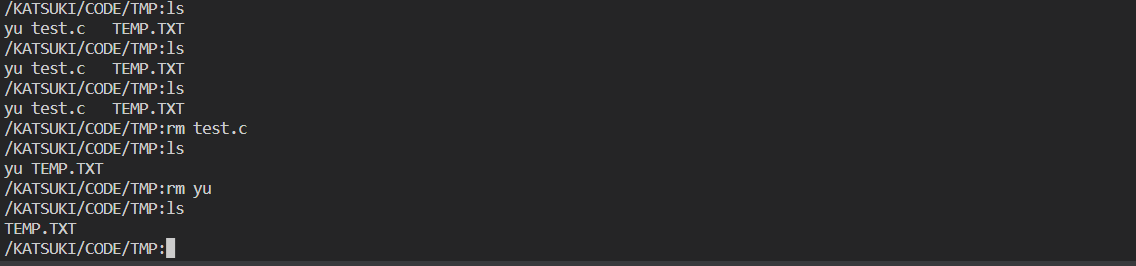 /KATSUKI/CODE/TMP:ls
yu test.c   TEMP.TXT
/KATSUKI/CODE/TMP:ls
yu test.c   TEMP.TXT
/KATSUKI/CODE/TMP:ls
yu test.c   TEMP.TXT
/KATSUKI/CODE/TMP:rm test.c
/KATSUKI/CODE/TMP:ls
yu TEMP.TXT
/KATSUKI/CODE/TMP:rm yu
/KATSUKI/CODE/TMP:ls
TEMP.TXT
/KATSUKI/CODE/TMP: